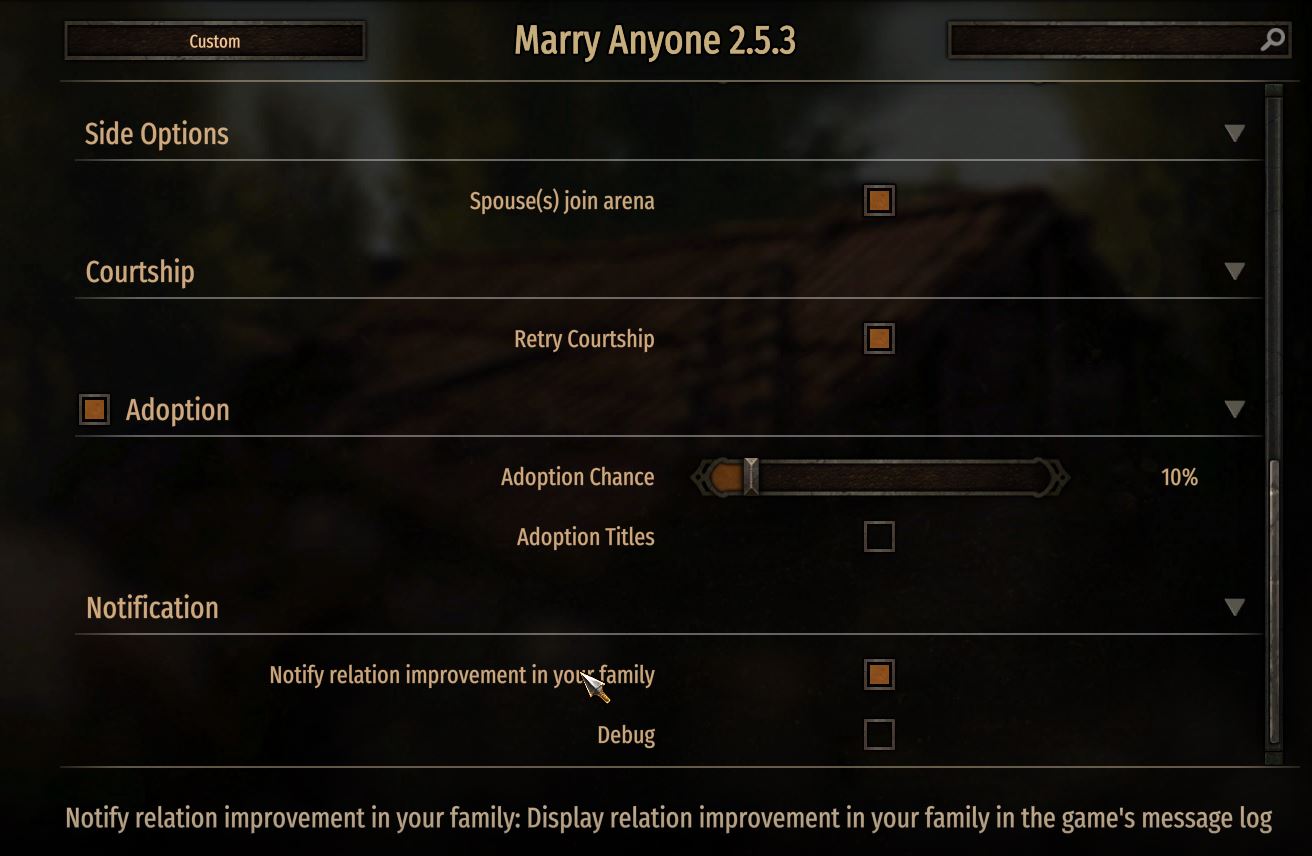 Custom
Marry Anyone 2.5.3
Side Options
Spouse(s) join arena
Courtship
Retry Courtship
Adoption
Adoption Chance
10%
Adoption Titles
Notification
Notify relation improvement in your family
Debug
Notify relation improvement in your family: Display relation improvement in your family in the game's message log